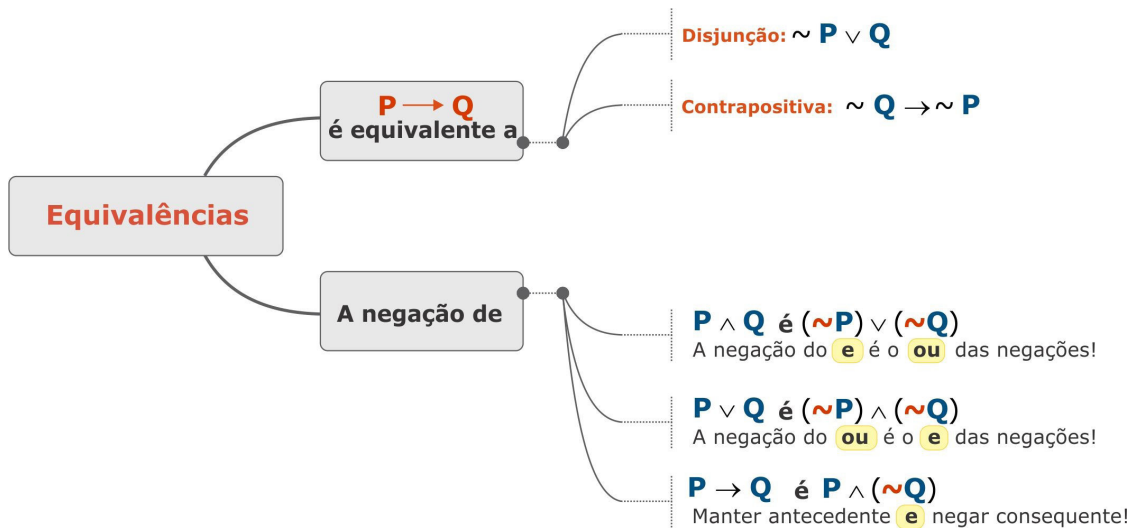 Equivalências
P → Q
é equivalente a
Disjunção: ~ P ∨ Q
Contrapositiva: ~ Q → ~ P
A negação de
P ∧ Q é (~P) ∨ (~Q)
A negação do e é o ou das negações!
P ∨ Q é (~P) ∧ (~Q)
A negação do ou é o e das negações!
P → Q é P ∧ (~Q)
Manter antecedente e negar consequente!